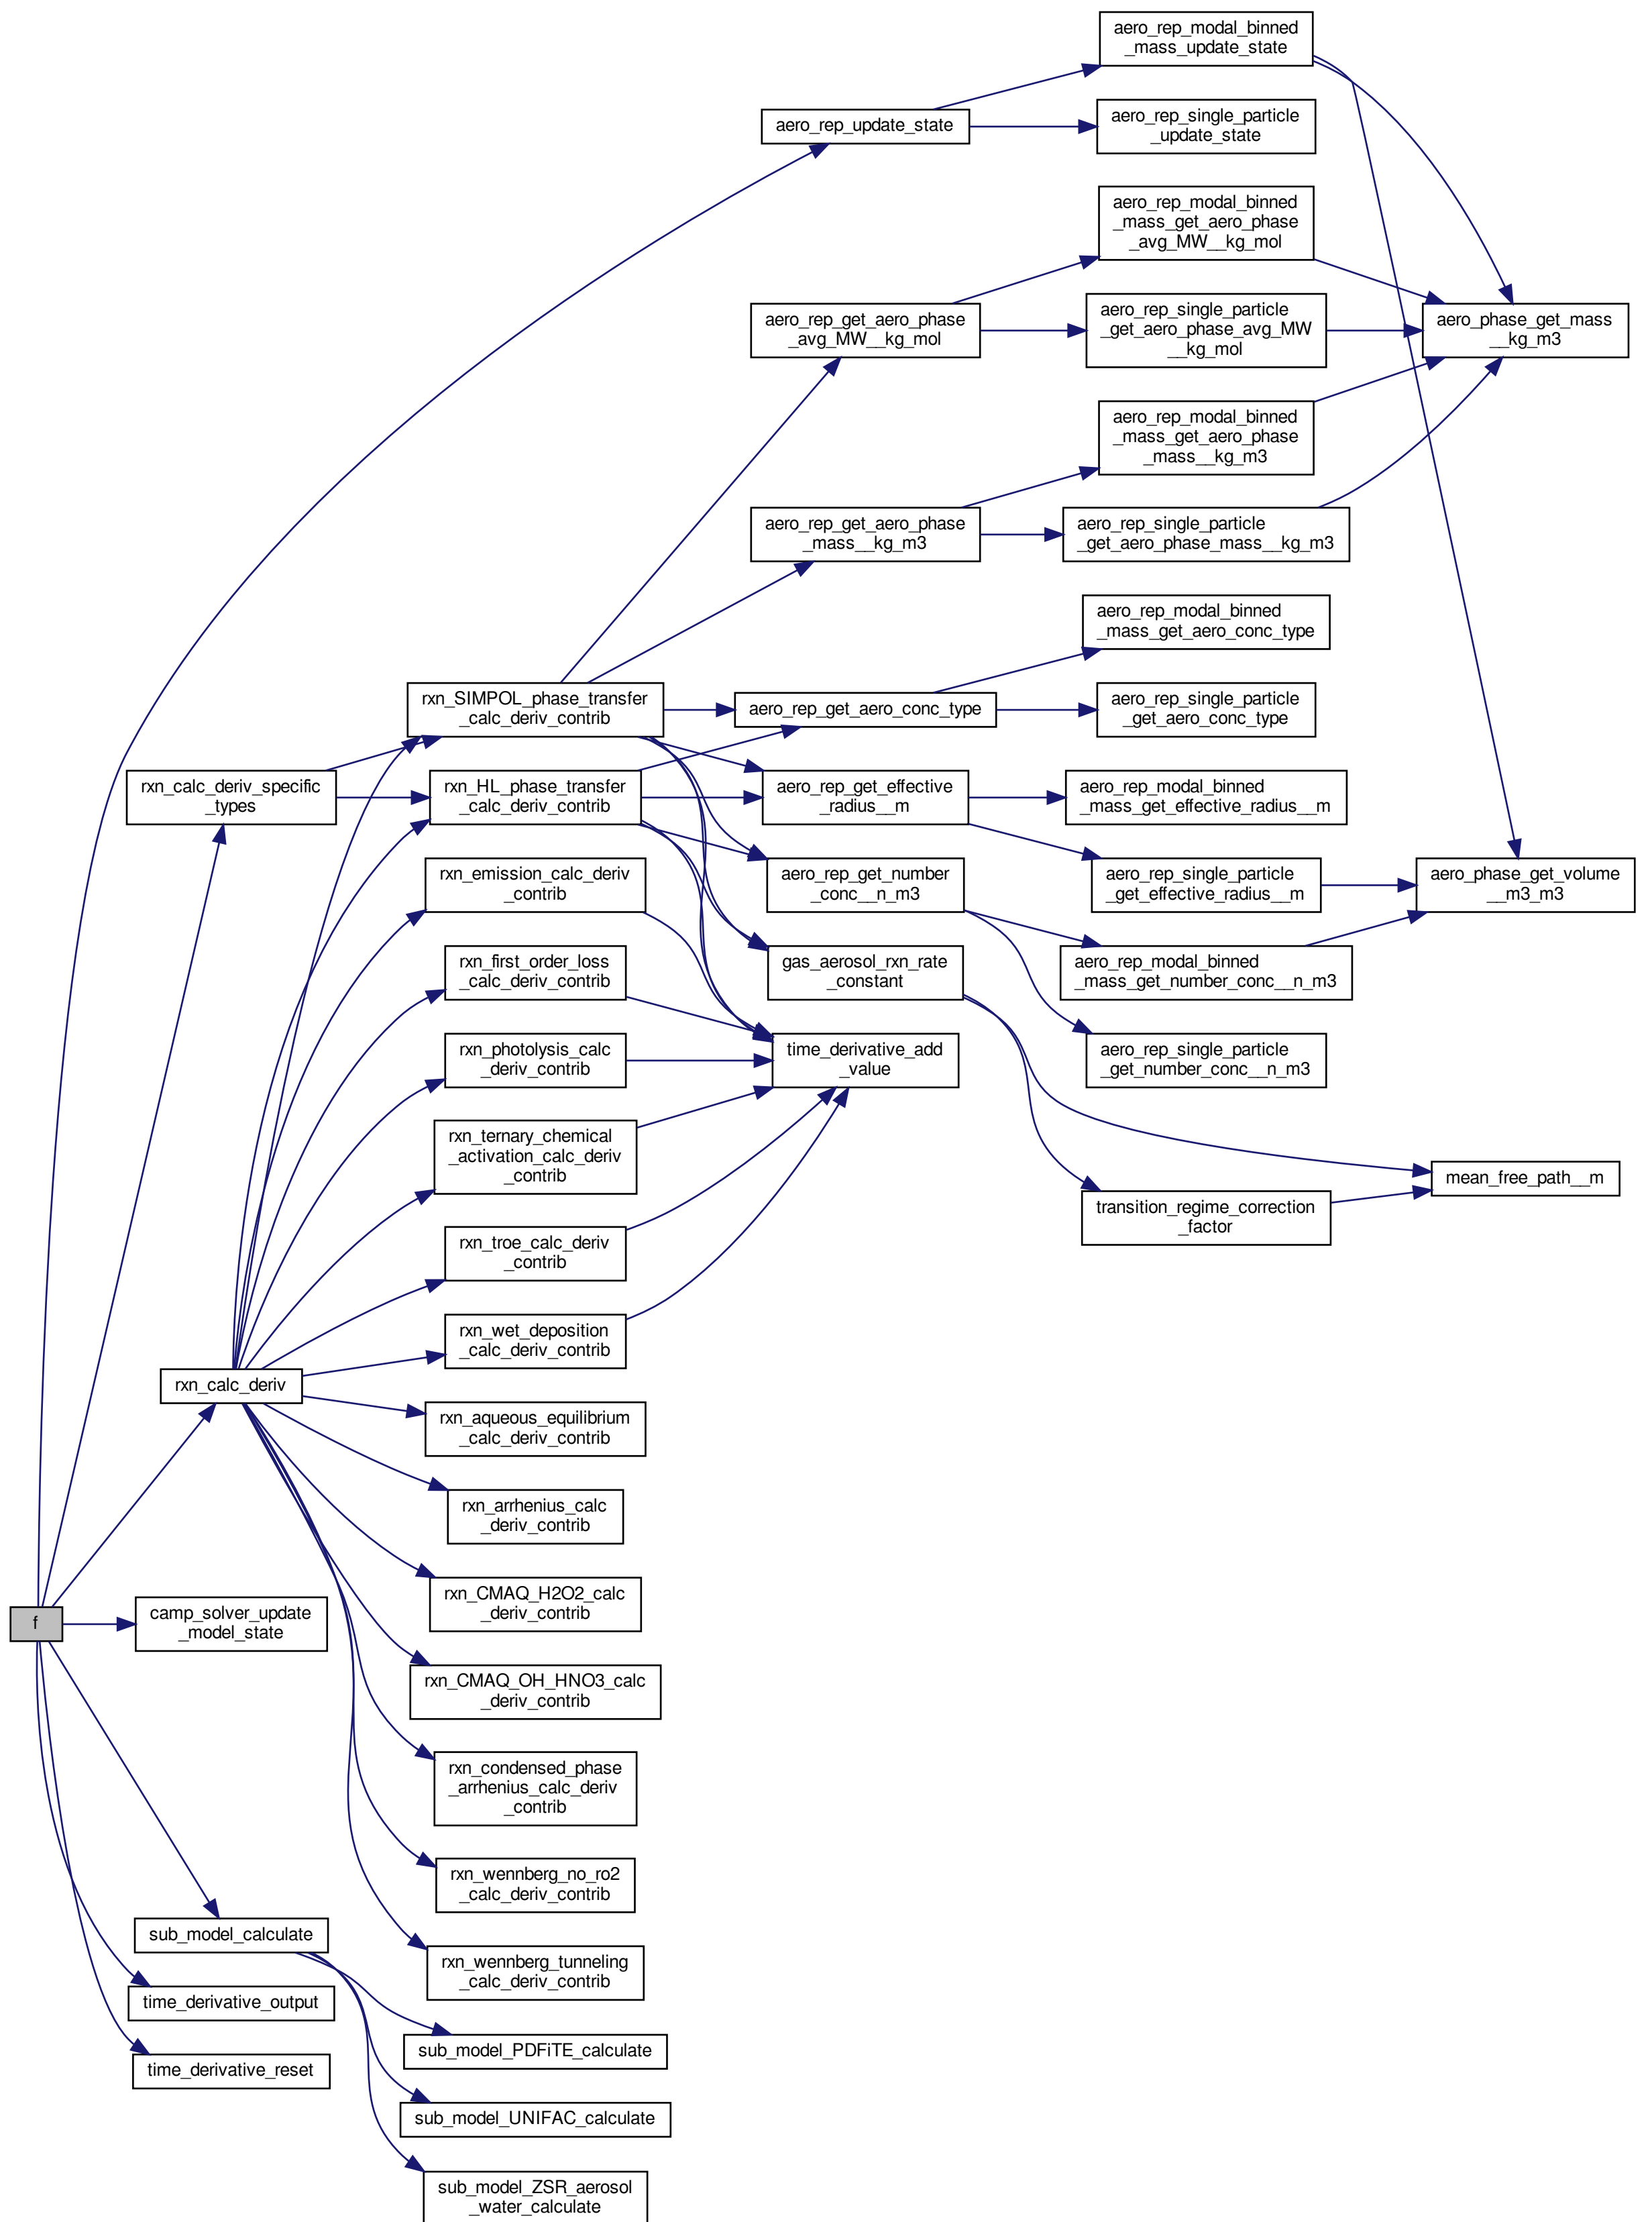 aero_rep_modal_binned
_mass_update_state
aero_rep_update_state
aero_rep_single_particle
_update_state
aero_rep_modal_binned
_mass_get_aero_phase
_avg_MW__kg_mol
aero_rep_get_aero_phase
_avg_MW__kg_mol
aero_rep_single_particle
_get_aero_phase_avg_MW
__kg_mol
aero_phase_get_mass
__kg_m3
aero_rep_modal_binned
_mass_get_aero_phase
_mass__kg_m3
aero_rep_get_aero_phase
_mass__kg_m3
aero_rep_single_particle
_get_aero_phase_mass__kg_m3
aero_rep_modal_binned
_mass_get_aero_conc_type
rxn_SIMPOL_phase_transfer
_calc_deriv_contrib
aero_rep_get_aero_conc_type
aero_rep_single_particle
_get_aero_conc_type
rxn_calc_deriv_specific
_types
rxn_HL_phase_transfer
_calc_deriv_contrib
aero_rep_get_effective
_radius__m
aero_rep_modal_binned
_mass_get_effective_radius__m
rxn_emission_calc_deriv
_contrib
aero_rep_get_number
_conc__n_m3
aero_rep_single_particle
_get_effective_radius__m
aero_phase_get_volume
__m3_m3
rxn_first_order_loss
_calc_deriv_contrib
gas_aerosol_rxn_rate
_constant
aero_rep_modal_binned
_mass_get_number_conc__n_m3
rxn_photolysis_calc
_deriv_contrib
time_derivative_add
_value
aero_rep_single_particle
_get_number_conc__n_m3
rxn_ternary_chemical
_activation_calc_deriv
_contrib
mean_free_path__m
transition_regime_correction
_factor
rxn_troe_calc_deriv
_contrib
rxn_wet_deposition
_calc_deriv_contrib
rxn_calc_deriv
rxn_aqueous_equilibrium
_calc_deriv_contrib
rxn_arrhenius_calc
_deriv_contrib
rxn_CMAQ_H2O2_calc
_deriv_contrib
f
camp_solver_update
_model_state
rxn_CMAQ_OH_HNO3_calc
_deriv_contrib
rxn_condensed_phase
_arrhenius_calc_deriv
_contrib
rxn_wennberg_no_ro2
_calc_deriv_contrib
sub_model_calculate
rxn_wennberg_tunneling
_calc_deriv_contrib
time_derivative_output
sub_model_PDFiTE_calculate
time_derivative_reset
sub_model_UNIFAC_calculate
sub_model_ZSR_aerosol
_water_calculate